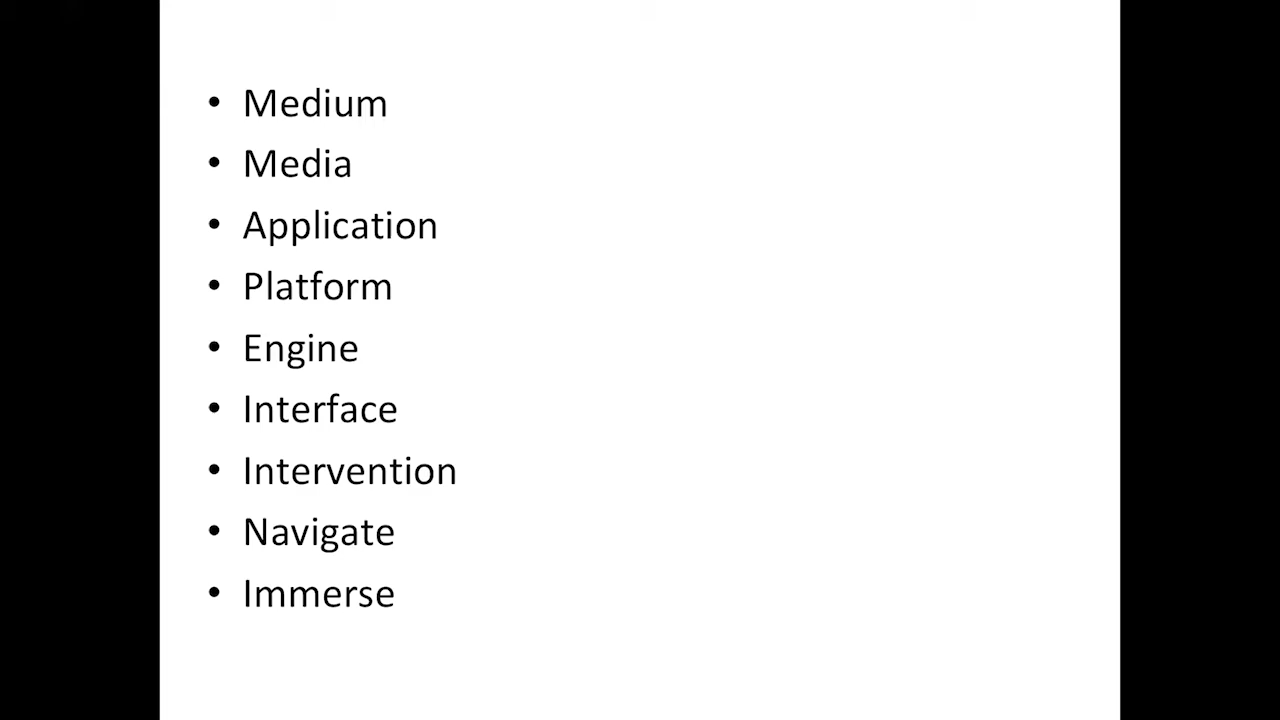 • Medium
• Media
• Application
• Platform
• Engine
• Interface
• Intervention
• Navigate
• Immerse